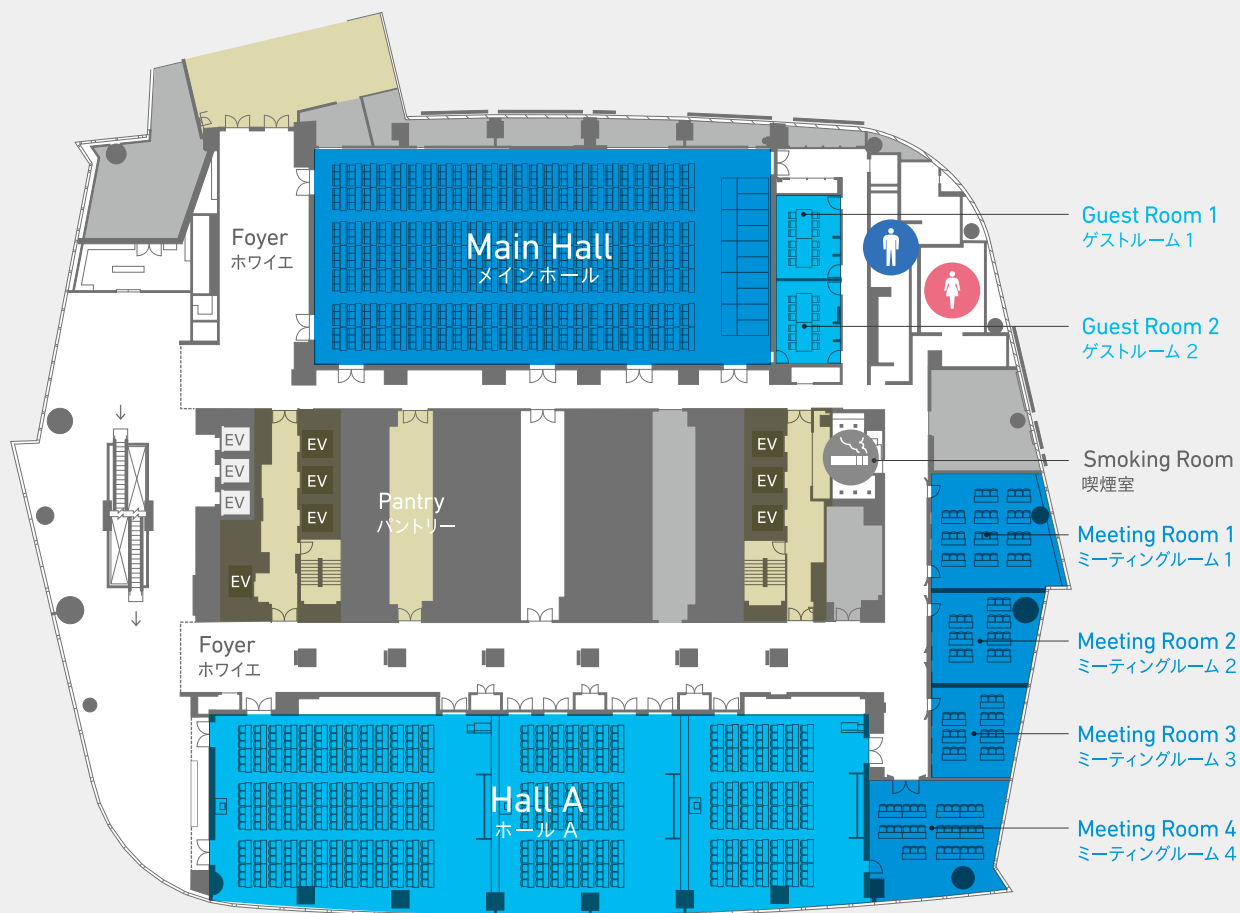 Foyer
ホワイエ
Main Hall
メインホール
Guest Room 1
ゲストルーム 1
Guest Room 2
ゲストルーム 2
EV
EV
EV
EV
EV
EV
EV
EV
EV
EV
Pantry
パントリー
Smoking Room
喫煙室
Meeting Room 1
ミーティングルーム 1
Meeting Room 2
ミーティングルーム 2
Foyer
ホワイエ
Meeting Room 3
ミーティングルーム 3
Hall A
ホール A
Meeting Room 4
ミーティングルーム 4